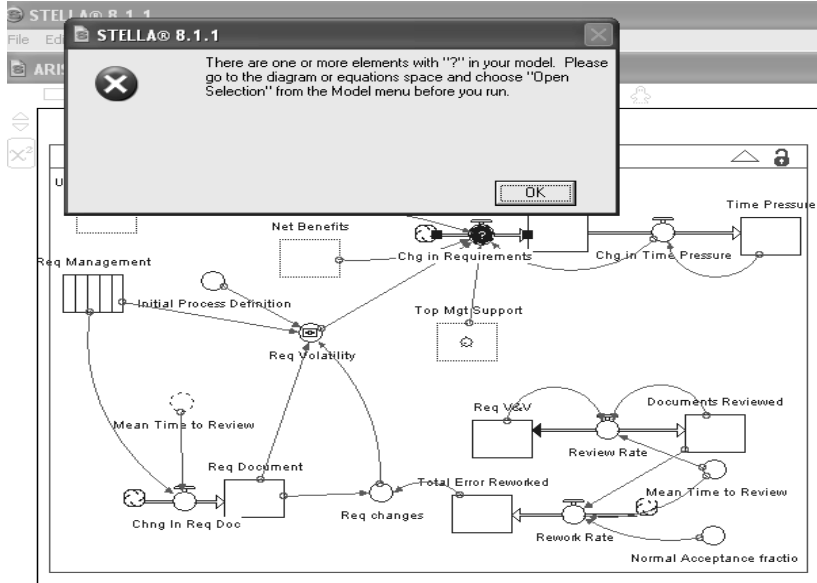 STELLA® 8.1.1
STELLA® 8.1.1
File Edi
There are one or more elements with "?" in your model. Please
go to the diagram or equations space and choose "Open
Selection" from the Model menu before you run.
ARIS
x²
OK
U
Time Pressure
Net Benefits
?
Chg in Requirements
Chg in Time Pressure
Req Management
Initial Process Definition
Top Mgt Support
Req Volatility
Mean Time to Review
Req V&V
Documents Reviewed
Review Rate
Req Document
Total Error Reworked
Mean Time to Review
Chng In Req Doc
Req changes
Rework Rate
Normal Acceptance fractio